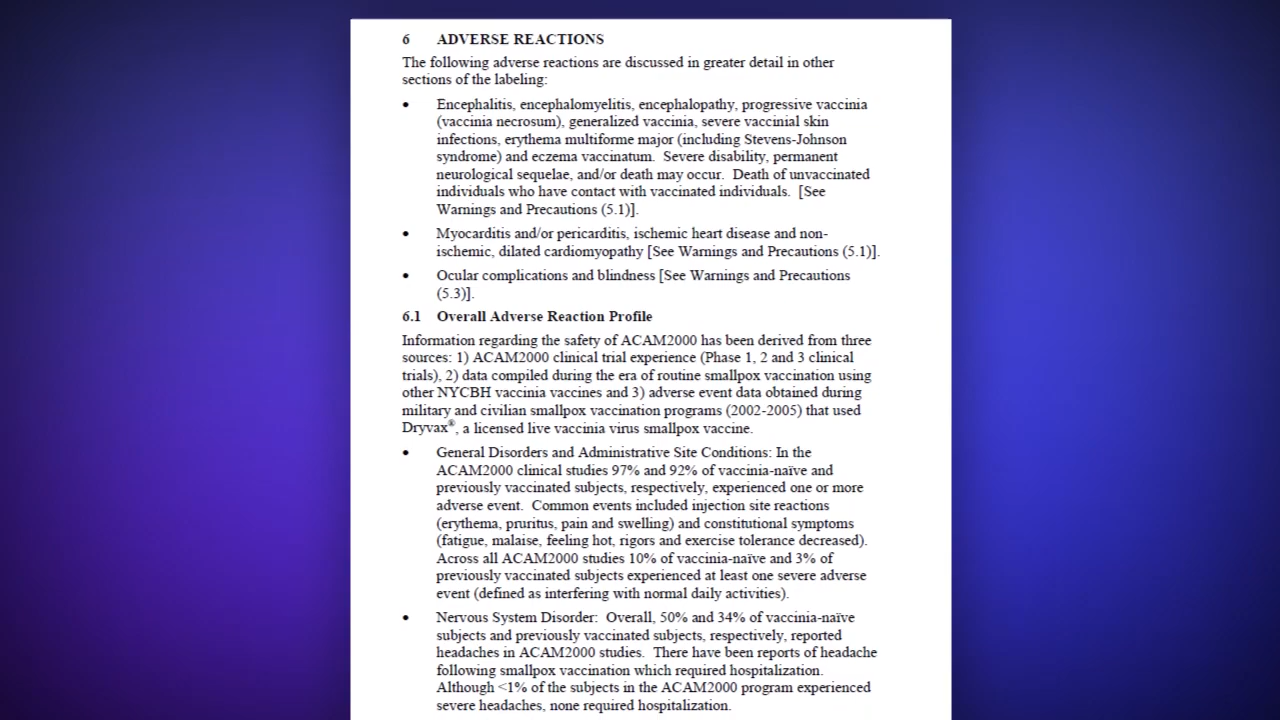 6 ADVERSE REACTIONS
The following adverse reactions are discussed in greater detail in other
sections of the labeling:
• Encephalitis, encephalomyelitis, encephalopathy, progressive vaccinia
(vaccinia necrosum), generalized vaccinia, severe vaccinial skin
infections, erythema multiforme major (including Stevens-Johnson
syndrome) and eczema vaccinatum. Severe disability, permanent
neurological sequelae, and/or death may occur. Death of unvaccinated
individuals who have contact with vaccinated individuals. [See
Warnings and Precautions (5.1)].
• Myocarditis and/or pericarditis, ischemic heart disease and non-
ischemic, dilated cardiomyopathy [See Warnings and Precautions (5.1)].
• Ocular complications and blindness [See Warnings and Precautions
(5.3)].
6.1 Overall Adverse Reaction Profile
Information regarding the safety of ACAM2000 has been derived from three
sources: 1) ACAM2000 clinical trial experience (Phase 1, 2 and 3 clinical
trials), 2) data compiled during the era of routine smallpox vaccination using
other NYCBH vaccinia vaccines and 3) adverse event data obtained during
military and civilian smallpox vaccination programs (2002-2005) that used
Dryvax®, a licensed live vaccinia virus smallpox vaccine.
• General Disorders and Administrative Site Conditions: In the
ACAM2000 clinical studies 97% and 92% of vaccinia-naïve and
previously vaccinated subjects, respectively, experienced one or more
adverse event. Common events included injection site reactions
(erythema, pruritus, pain and swelling) and constitutional symptoms
(fatigue, malaise, feeling hot, rigors and exercise tolerance decreased).
Across all ACAM2000 studies 10% of vaccinia-naïve and 3% of
previously vaccinated subjects experienced at least one severe adverse
event (defined as interfering with normal daily activities).
• Nervous System Disorder: Overall, 50% and 34% of vaccinia-naïve
subjects and previously vaccinated subjects, respectively, reported
headaches in ACAM2000 studies. There have been reports of headache
following smallpox vaccination which required hospitalization.
Although <1% of the subjects in the ACAM2000 program experienced
severe headaches, none required hospitalization.